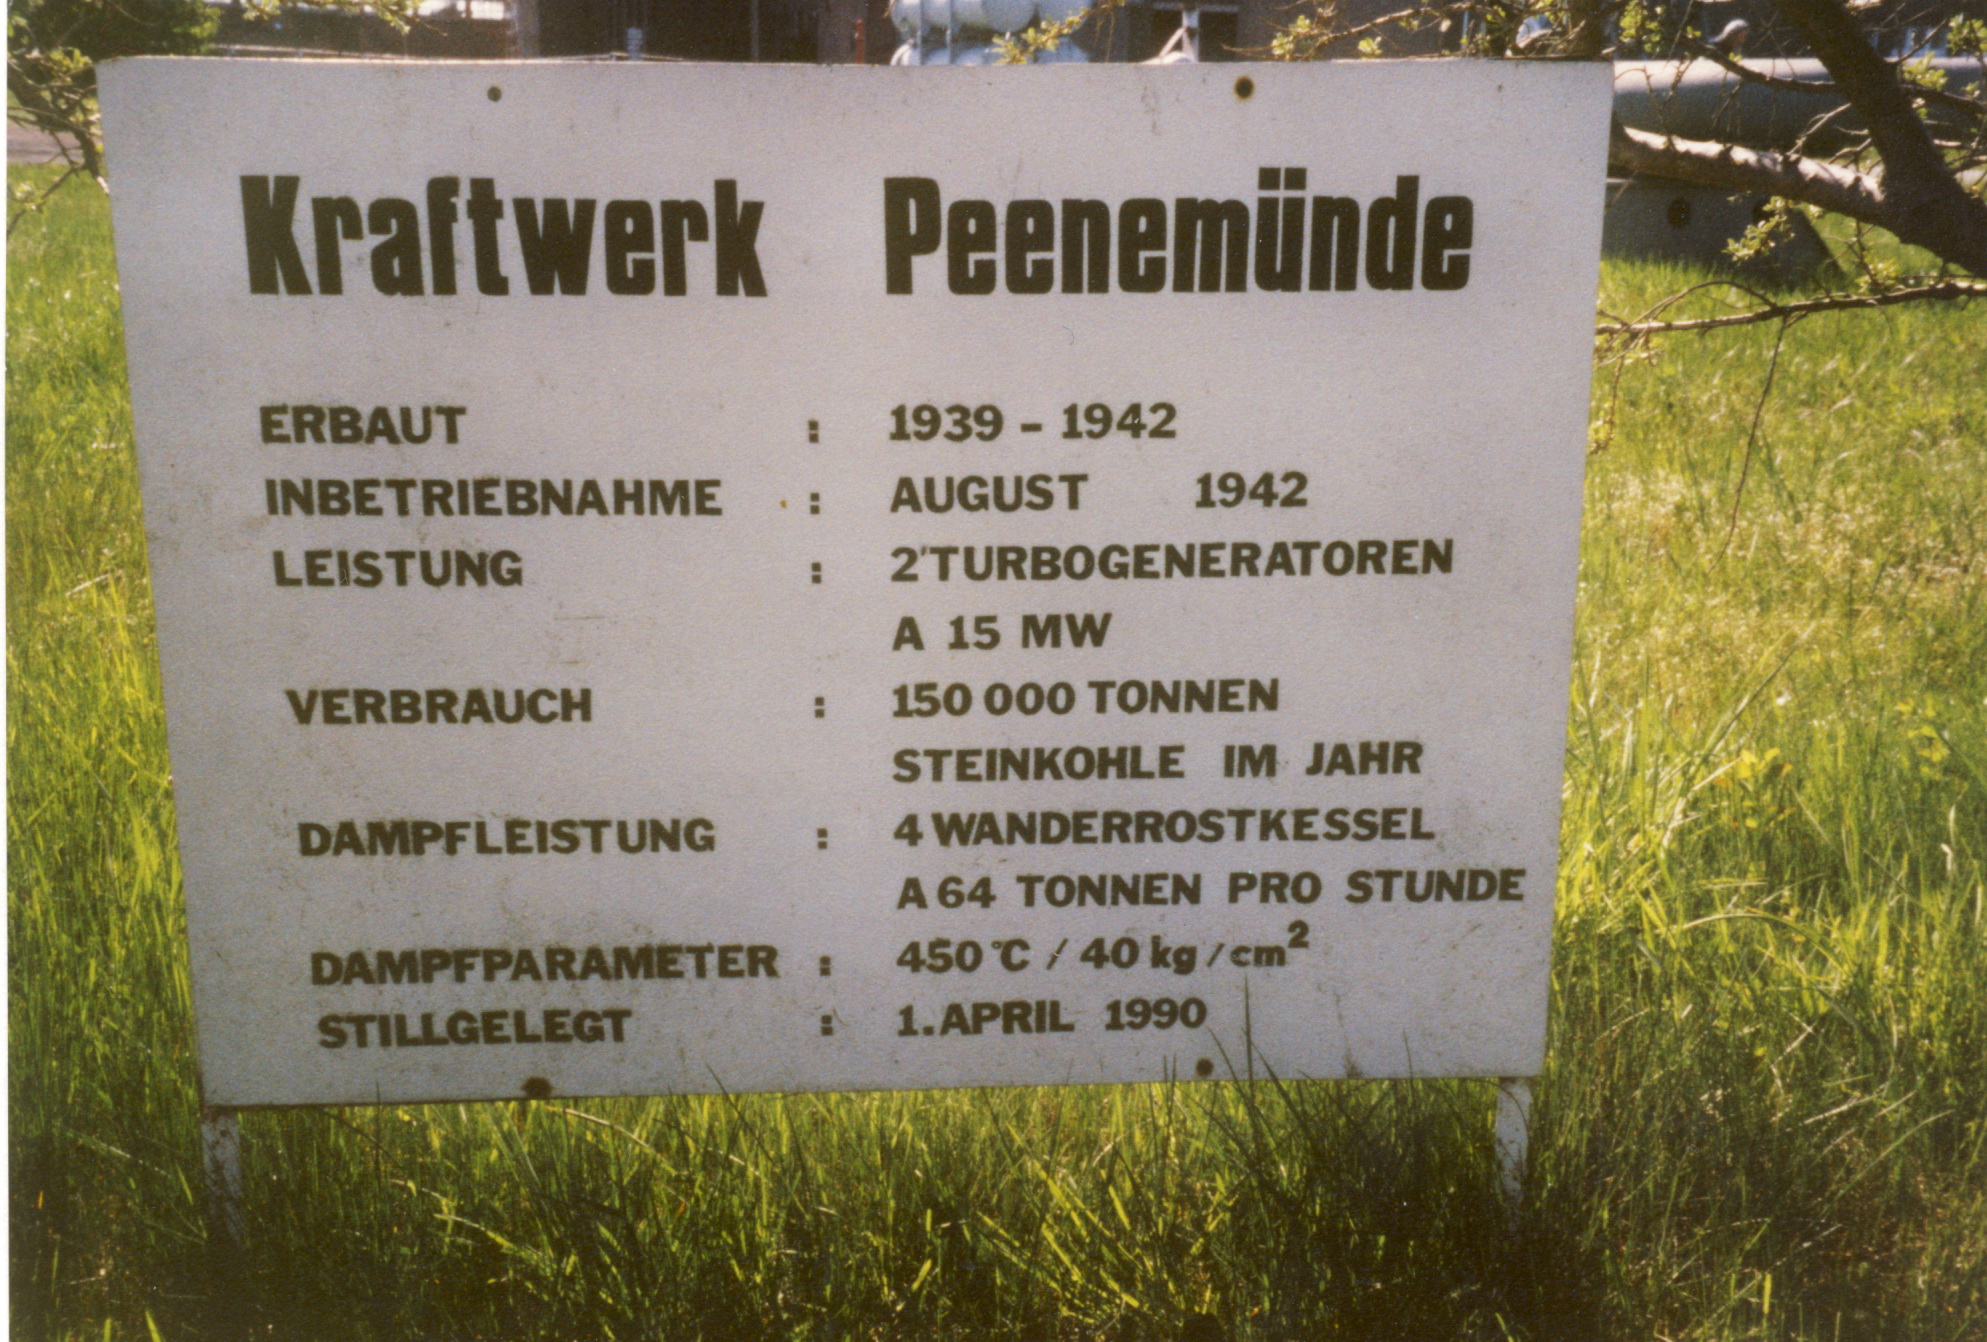 Kraftwerk Peenemünde
ERBAUT : 1939 - 1942
INBETRIEBNAHME : AUGUST 1942
LEISTUNG : 2 TURBOGENERATOREN
A 15 MW
VERBRAUCH : 150 000 TONNEN
STEINKOHLE IM JAHR
DAMPFLEISTUNG : 4 WANDERROSTKESSEL
A 64 TONNEN PRO STUNDE
DAMPFPARAMETER : 450 °C / 40 kg / cm²
STILLGELEGT : 1. APRIL 1990